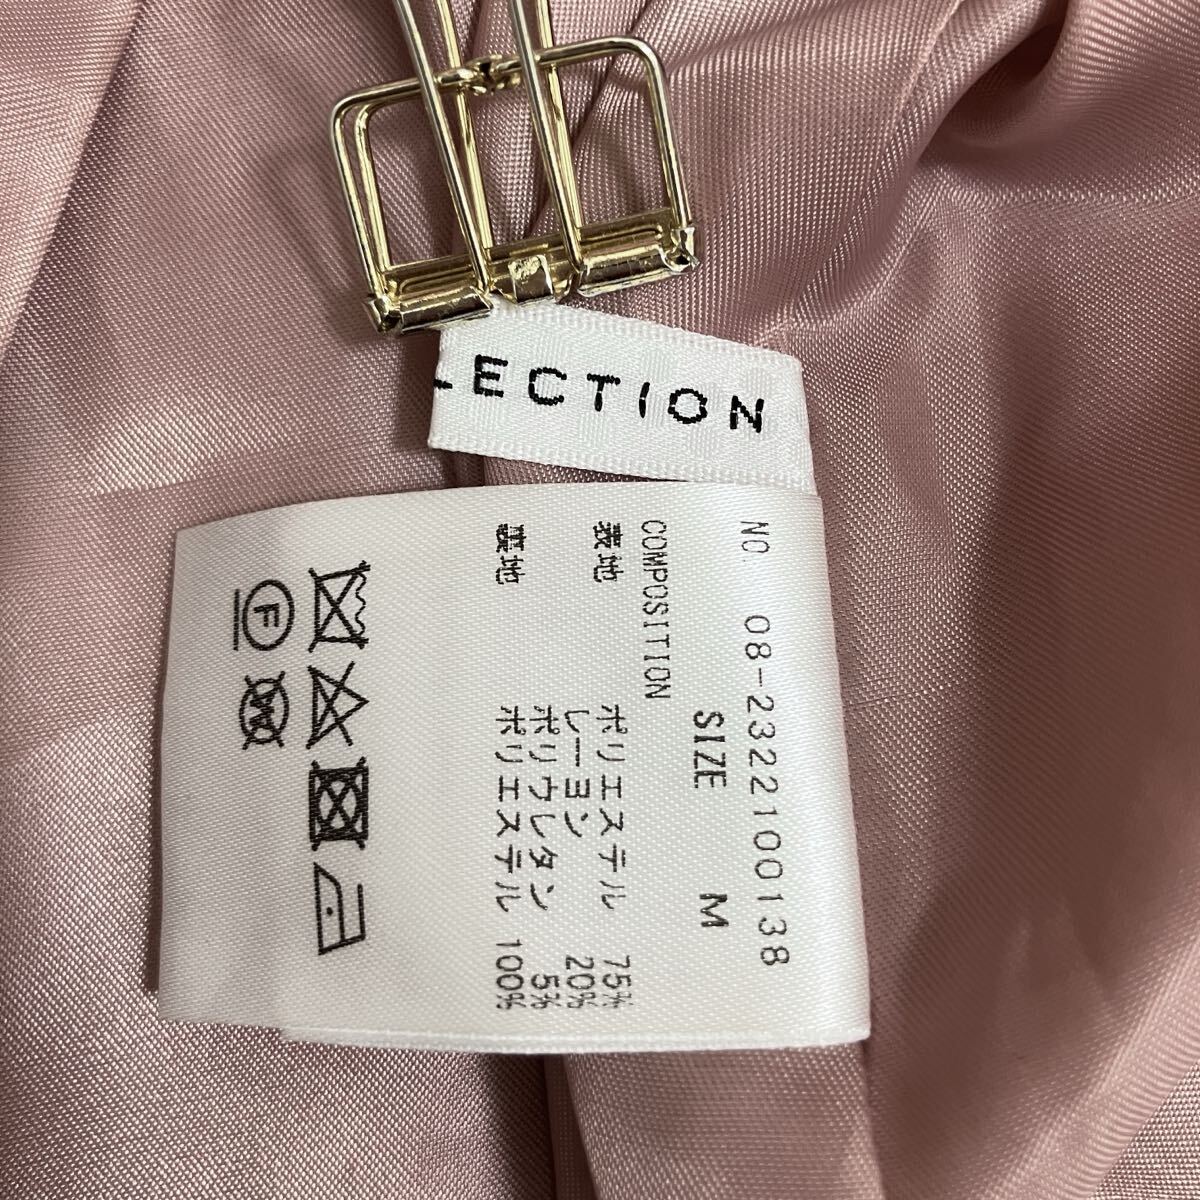 LECTION
NO. 08-2322100138
SIZE M
COMPOSITION
表地 ポリエステル 75%
レーヨン 20%
ポリウレタン 5%
裏地 ポリエステル 100%
F
W